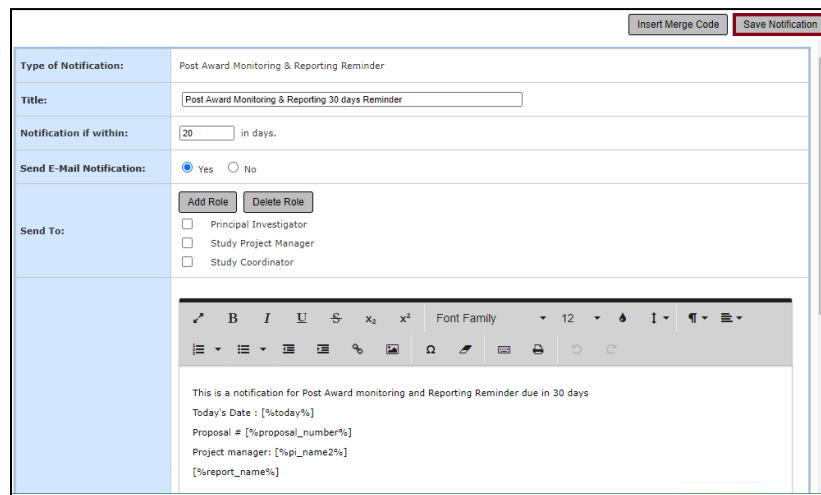 Insert Merge Code Save Notification
Type of Notification: Post Award Monitoring & Reporting Reminder
Title: Post Award Monitoring & Reporting 30 days Reminder
Notification if within: 20 in days.
Send E-Mail Notification: Yes No
Add Role Delete Role
Send To:
Principal Investigator
Study Project Manager
Study Coordinator
B I U S x₂ x² Font Family 12
Ω
This is a notification for Post Award monitoring and Reporting Reminder due in 30 days
Today's Date : [%today%]
Proposal # [%proposal_number%]
Project manager: [%pi_name2%]
[%report_name%]